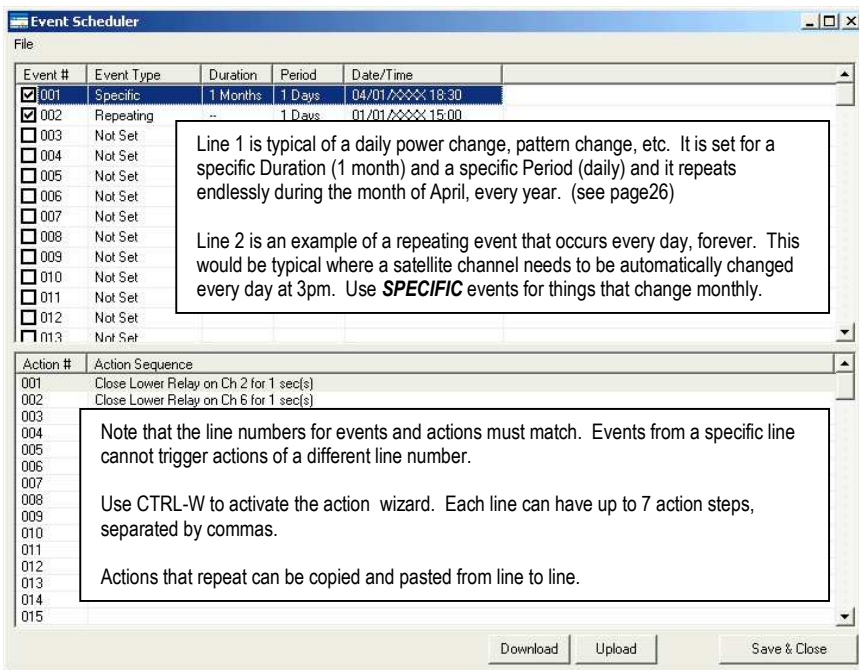 Event Scheduler
File
Event # Event Type Duration Period Date/Time
001 Specific 1 Months 1 Days 04/01/XXXX 18:30
002 Repeating -- 1 Days 01/01/XXXX 15:00
003 Not Set
004 Not Set
005 Not Set
006 Not Set
007 Not Set
008 Not Set
009 Not Set
010 Not Set
011 Not Set
012 Not Set
013 Not Set
Line 1 is typical of a daily power change, pattern change, etc. It is set for a
specific Duration (1 month) and a specific Period (daily) and it repeats
endlessly during the month of April, every year. (see page26)
Line 2 is an example of a repeating event that occurs every day, forever. This
would be typical where a satellite channel needs to be automatically changed
every day at 3pm. Use SPECIFIC events for things that change monthly.
Action # Action Sequence
001 Close Lower Relay on Ch 2 for 1 sec(s)
002 Close Lower Relay on Ch 6 for 1 sec(s)
003
004
005
006
007
008
009
010
011
012
013
014
015
Note that the line numbers for events and actions must match. Events from a specific line
cannot trigger actions of a different line number.
Use CTRL-W to activate the action wizard. Each line can have up to 7 action steps,
separated by commas.
Actions that repeat can be copied and pasted from line to line.
Download Upload Save & Close